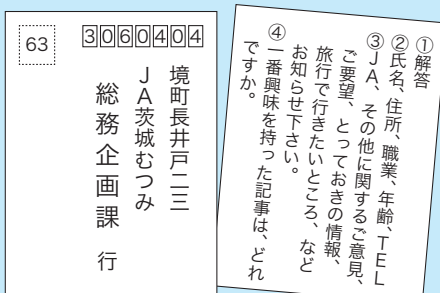 63
3060404
境町長井戸二三
JA茨城むつみ
総務企画課 行
①解答
②氏名、住所、職業、年齢、TEL
③JA、その他に関するご意見、
ご要望、とっておきの情報、
旅行で行きたいところ、など
お知らせ下さい。
④一番興味を持った記事は、どれ
ですか。